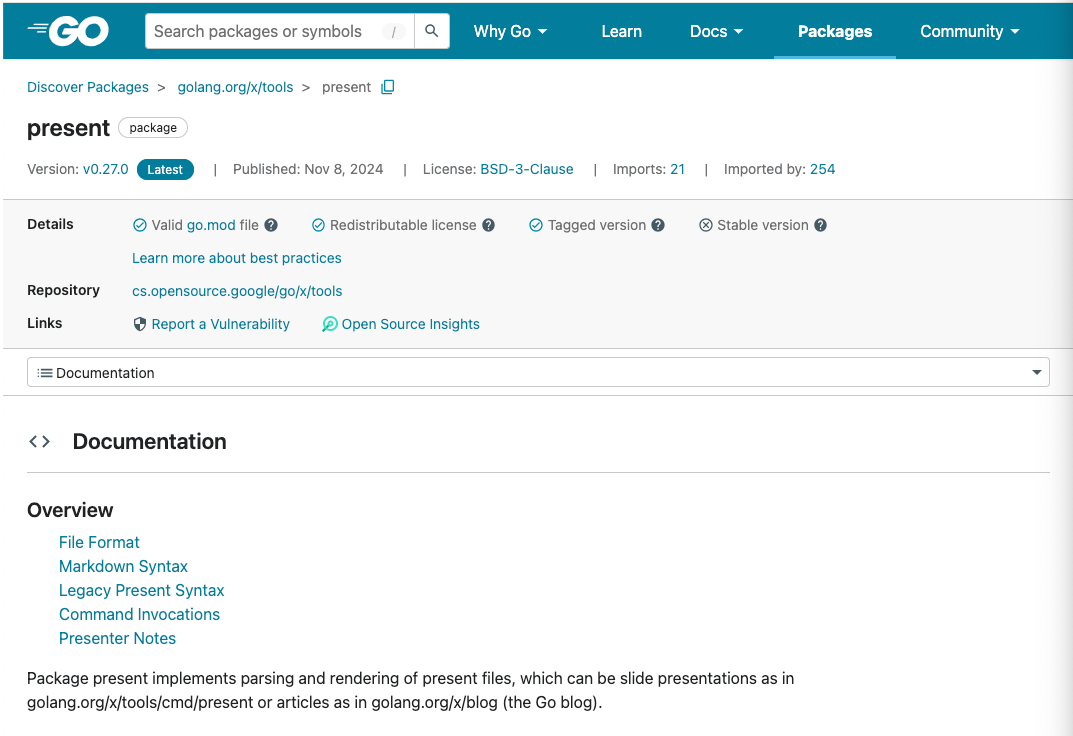 GO Search packages or symbols / Why Go Learn Docs Packages Community
Discover Packages > golang.org/x/tools > present
present package
Version: v0.27.0 Latest | Published: Nov 8, 2024 | License: BSD-3-Clause | Imports: 21 | Imported by: 254
Details Valid go.mod file ? Redistributable license ? Tagged version ? Stable version ?
Learn more about best practices
Repository cs.opensource.google/go/x/tools
Links Report a Vulnerability Open Source Insights
Documentation
<> Documentation
Overview
File Format
Markdown Syntax
Legacy Present Syntax
Command Invocations
Presenter Notes
Package present implements parsing and rendering of present files, which can be slide presentations as in
golang.org/x/tools/cmd/present or articles as in golang.org/x/blog (the Go blog).